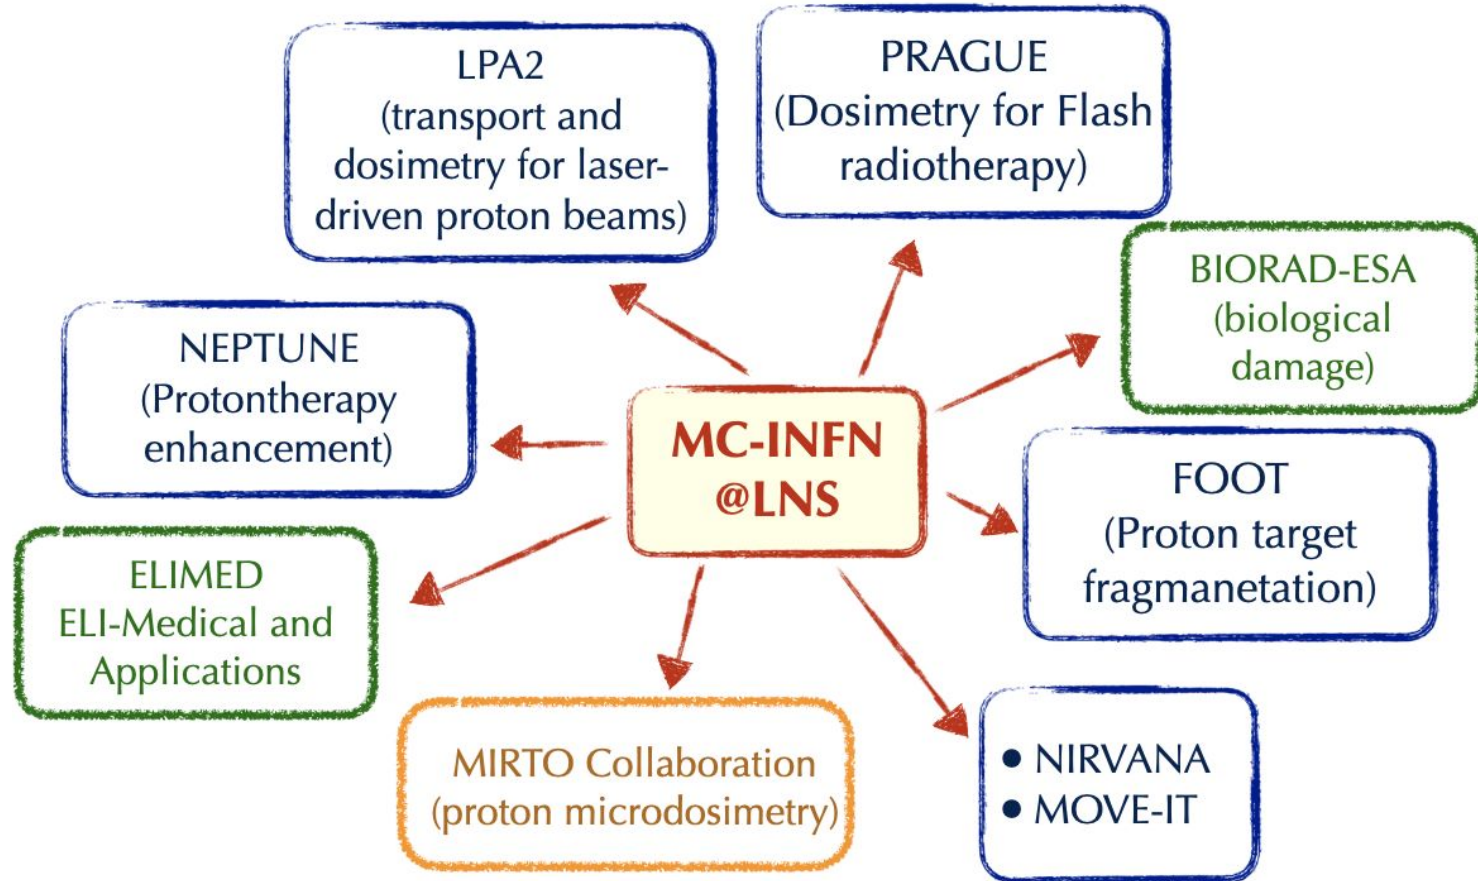 LPA2
(transport and
dosimetry for laser-
driven proton beams)
PRAGUE
(Dosimetry for Flash
radiotherapy)
BIORAD-ESA
(biological
damage)
NEPTUNE
(Protontherapy
enhancement)
MC-INFN
@LNS
FOOT
(Proton target
fragmanetation)
ELIMED
ELI-Medical and
Applications
MIRTO Collaboration
(proton microdosimetry)
• NIRVANA
• MOVE-IT